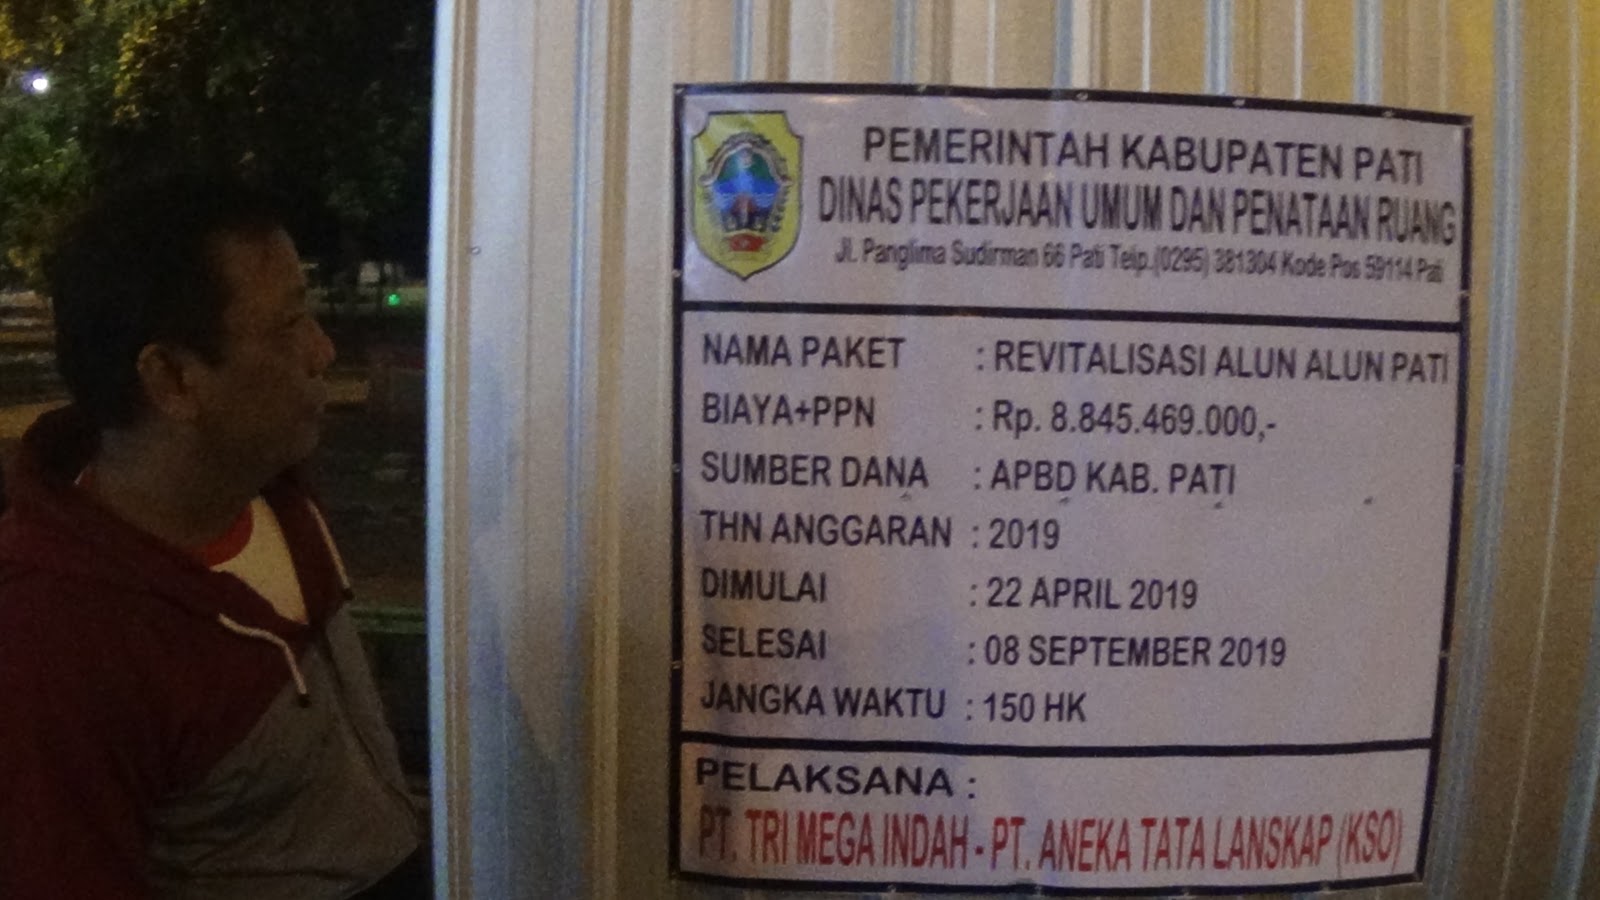 PEMERINTAH KABUPATEN PATI
DINAS PEKERJAAN UMUM DAN PENATAAN RUANG
Jl. Panglima Sudirman 66 Pati Telp.(0295) 381304 Kode Pos 59114 Pati
NAMA PAKET : REVITALISASI ALUN ALUN PATI
BIAYA+PPN : Rp. 8.845.469.000,-
SUMBER DANA : APBD KAB. PATI
THN ANGGARAN : 2019
DIMULAI : 22 APRIL 2019
SELESAI : 08 SEPTEMBER 2019
JANGKA WAKTU : 150 HK
PELAKSANA :
PT. TRI MEGA INDAH - PT. ANEKA TATA LANSKAP (KSO)